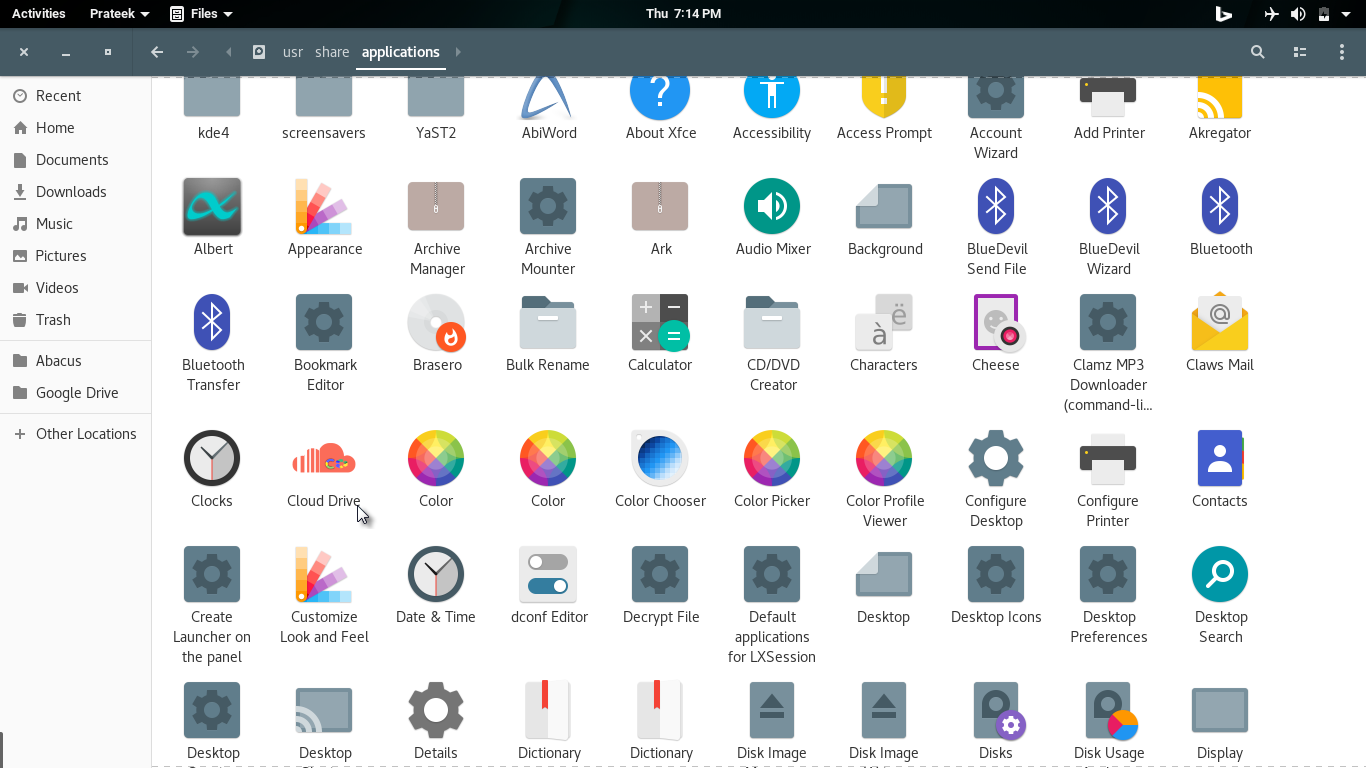 Activities Prateek Files Thu 7:14 PM
usr share applications
Recent
Home
Documents
Downloads
Music
Pictures
Videos
Trash
Abacus
Google Drive
Other Locations
kde4 screensavers YaST2 AbiWord About Xfce Accessibility Access Prompt Account Add Printer Akregator
Wizard
Albert Appearance Archive Archive Ark Audio Mixer Background BlueDevil BlueDevil Bluetooth
Manager Mounter Send File Wizard
Bluetooth Bookmark Brasero Bulk Rename Calculator CD/DVD Characters Cheese Clamz MP3 Claws Mail
Transfer Editor Creator Downloader
(command-li...
Clocks Cloud Drive Color Color Color Chooser Color Picker Color Profile Configure Configure Contacts
Viewer Desktop Printer
Create Customize Date & Time dconf Editor Decrypt File Default Desktop Desktop Icons Desktop Desktop
Launcher on Look and Feel applications Preferences Search
the panel for LXSession
Desktop Desktop Details Dictionary Dictionary Disk Image Disk Image Disks Disk Usage Display